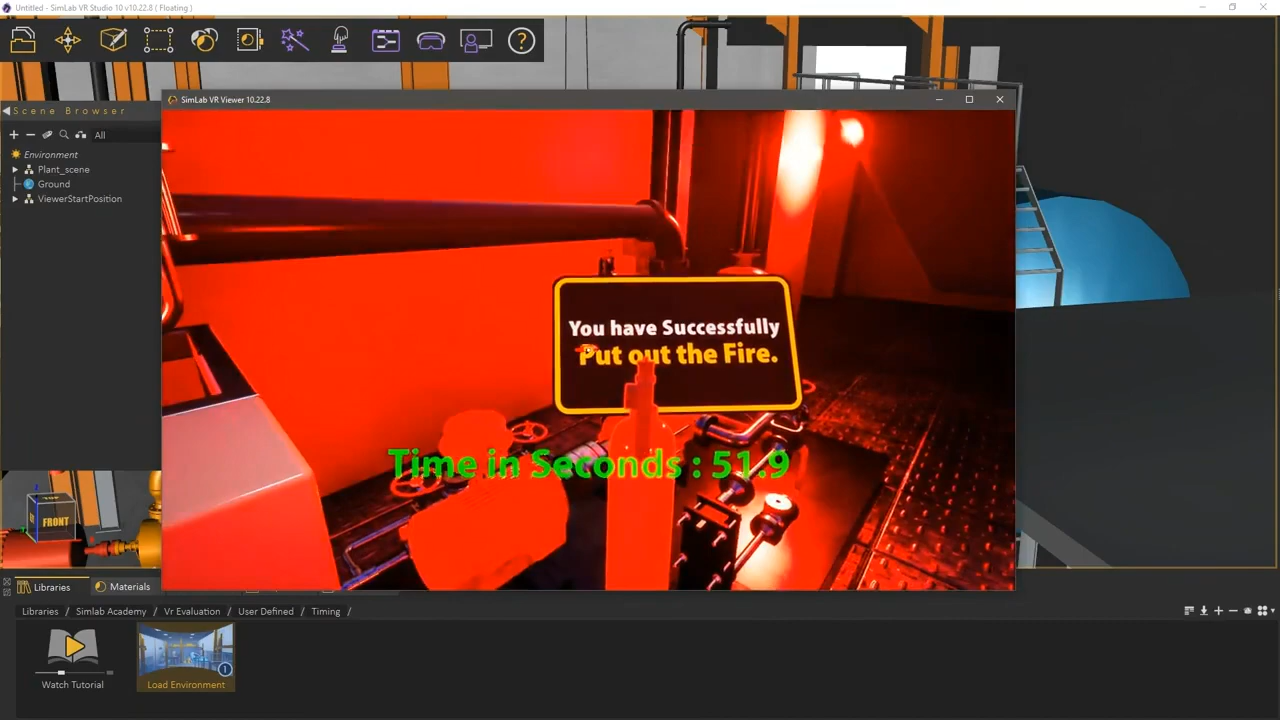 Untitled - SimLab VR Studio 10 v10.22.8 ( Floating )
Scene Browser
All
Environment
Plant_scene
Ground
ViewerStartPosition
SimLab VR Viewer 10.22.8
You have Successfully
Put out the Fire.
Time in Seconds : 51.9
TOP
FRONT
Libraries
Materials
Libraries / Simlab Academy / Vr Evaluation / User Defined / Timing /
Watch Tutorial
Load Environment